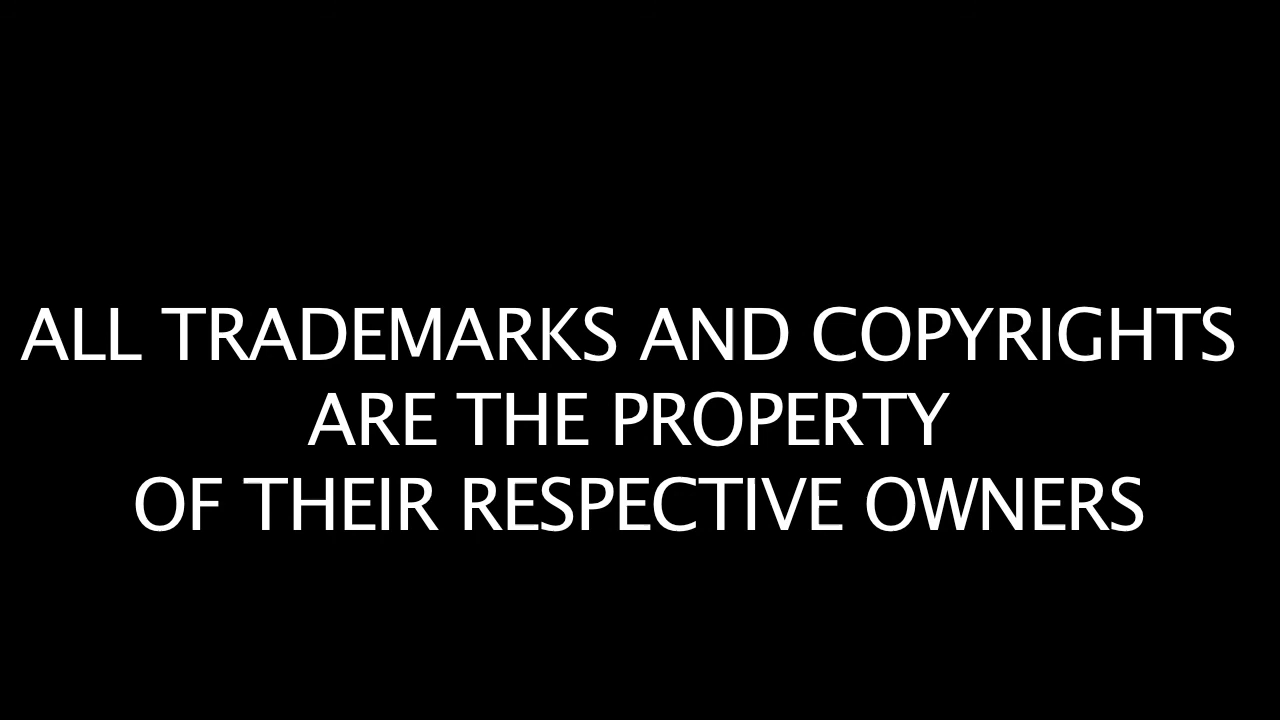 ALL TRADEMARKS AND COPYRIGHTS
ARE THE PROPERTY
OF THEIR RESPECTIVE OWNERS